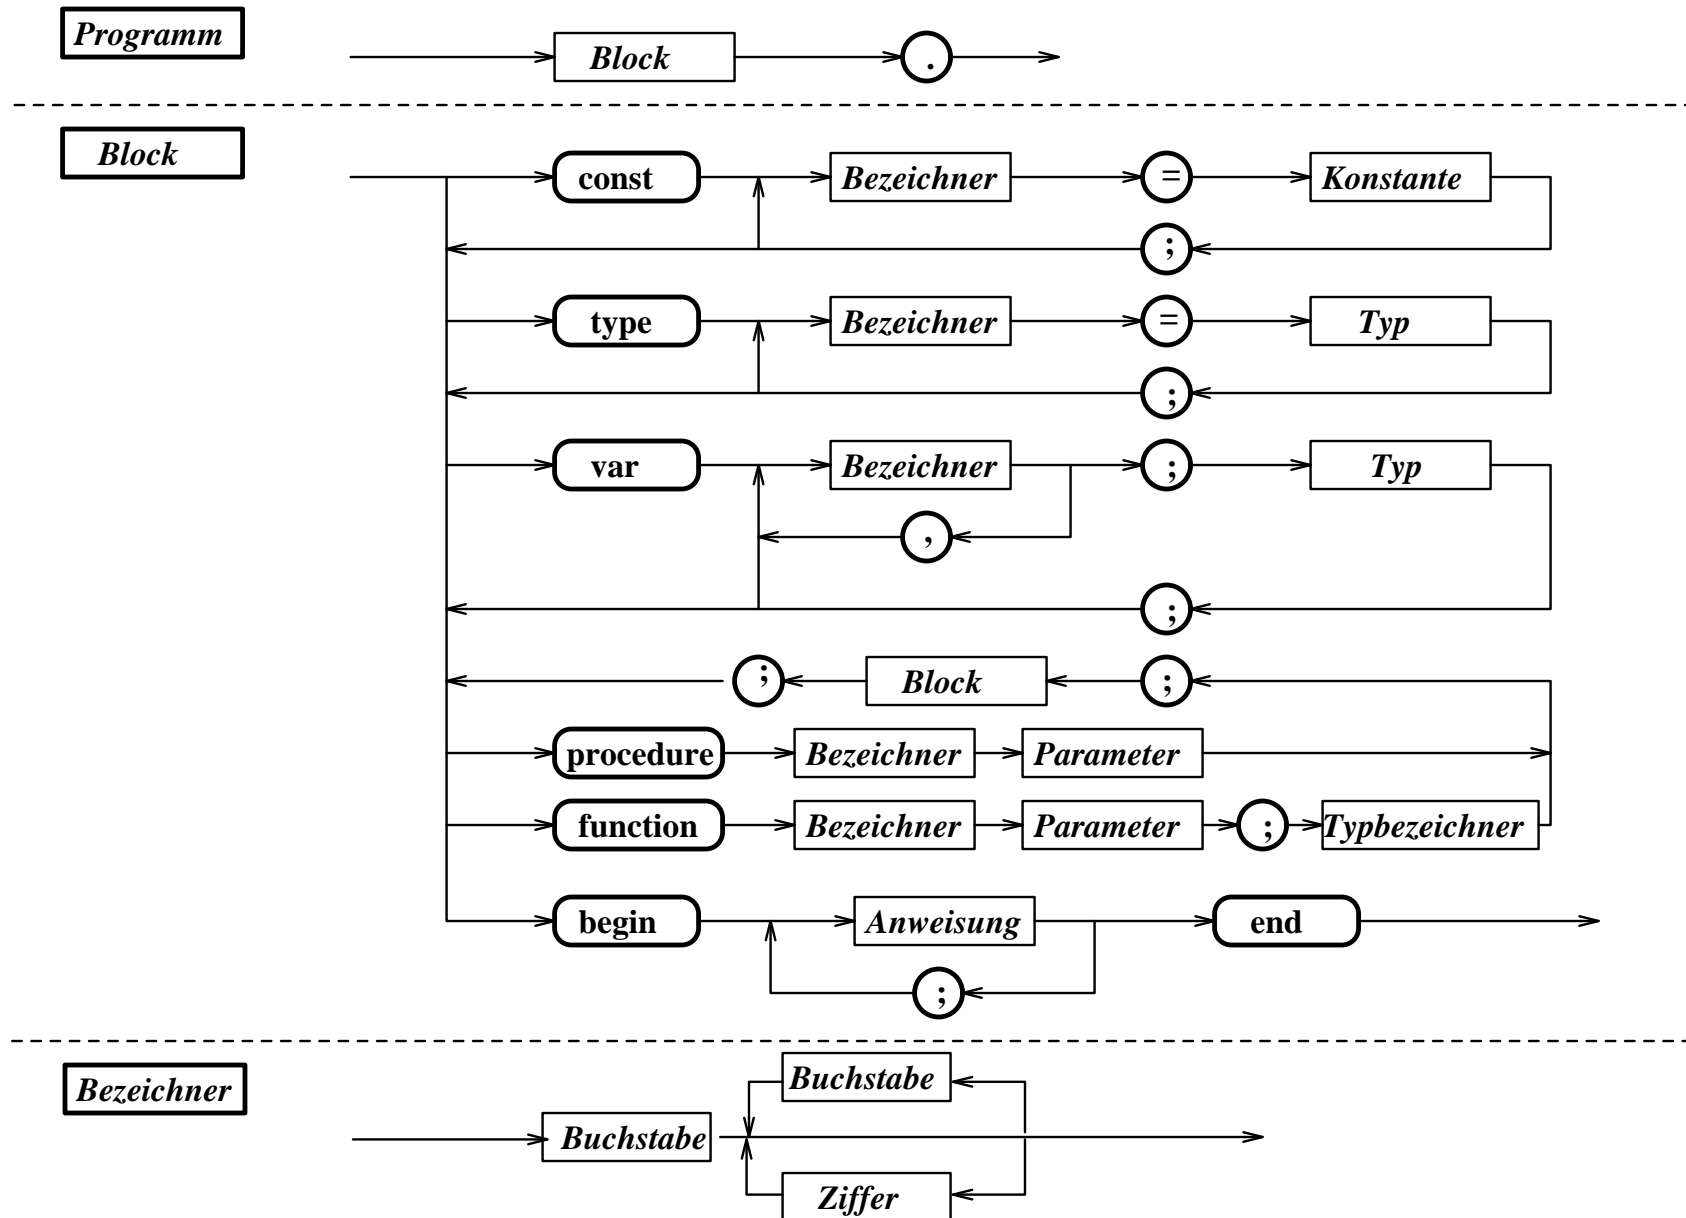 Programm
Block .
Block
const Bezeichner = Konstante
;
type Bezeichner = Typ
;
var Bezeichner ; Typ
,
;
; Block ;
procedure Bezeichner Parameter
function Bezeichner Parameter ; Typbezeichner
begin Anweisung end
;
Bezeichner
Buchstabe
Buchstabe
Ziffer